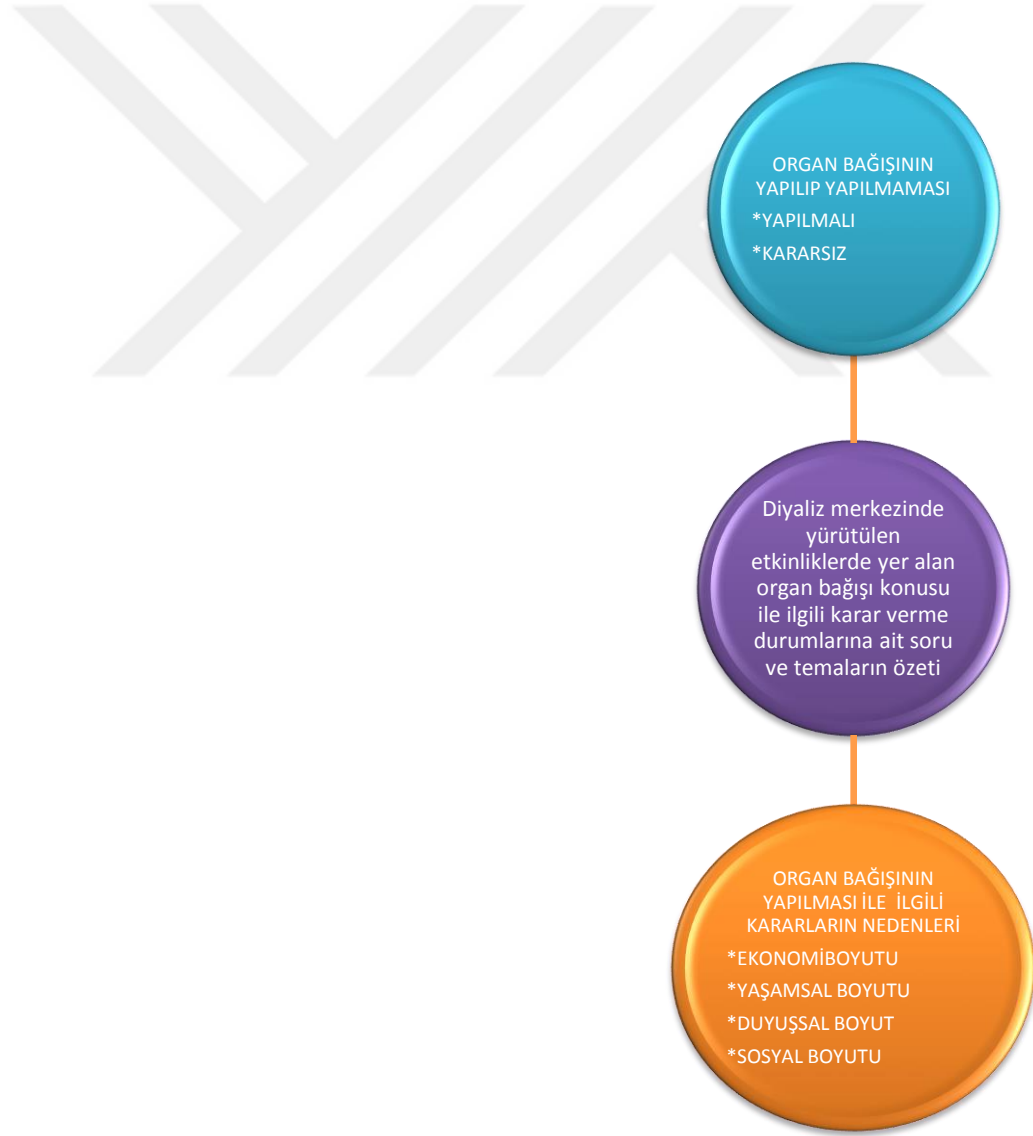 ORGAN BAĞIŞININ
YAPILIP YAPILMAMASI
*YAPILMALI
*KARARSIZ
Diyaliz merkezinde
yürütülen
etkinliklerde yer alan
organ bağışı konusu
ile ilgili karar verme
durumlarına ait soru
ve temaların özeti
ORGAN BAĞIŞININ
YAPILMASI İLE İLGİLİ
KARARLARIN NEDENLERİ
*EKONOMİBOYUTU
*YAŞAMSAL BOYUTU
*DUYUŞSAL BOYUT
*SOSYAL BOYUTU